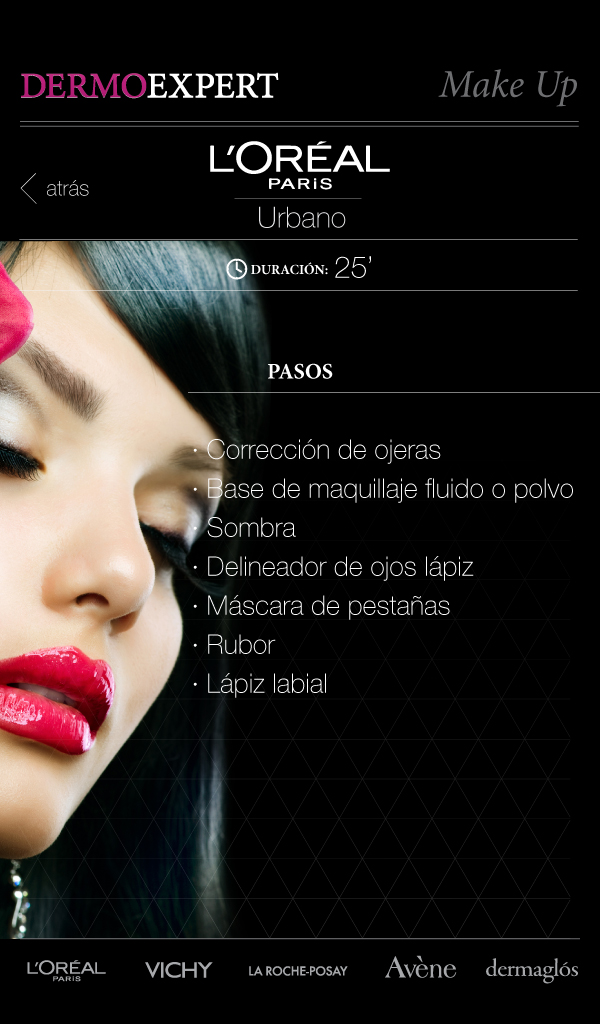 DERMOEXPERT
Make Up
L'ORÉAL
PARIS
atrás
Urbano
DURACIÓN: 25’
PASOS
· Corrección de ojeras
· Base de maquillaje fluido o polvo
· Sombra
· Delineador de ojos lápiz
· Máscara de pestañas
· Rubor
· Lápiz labial
L'ORÉAL
PARIS
VICHY
LA ROCHE-POSAY
Avène
dermaglós